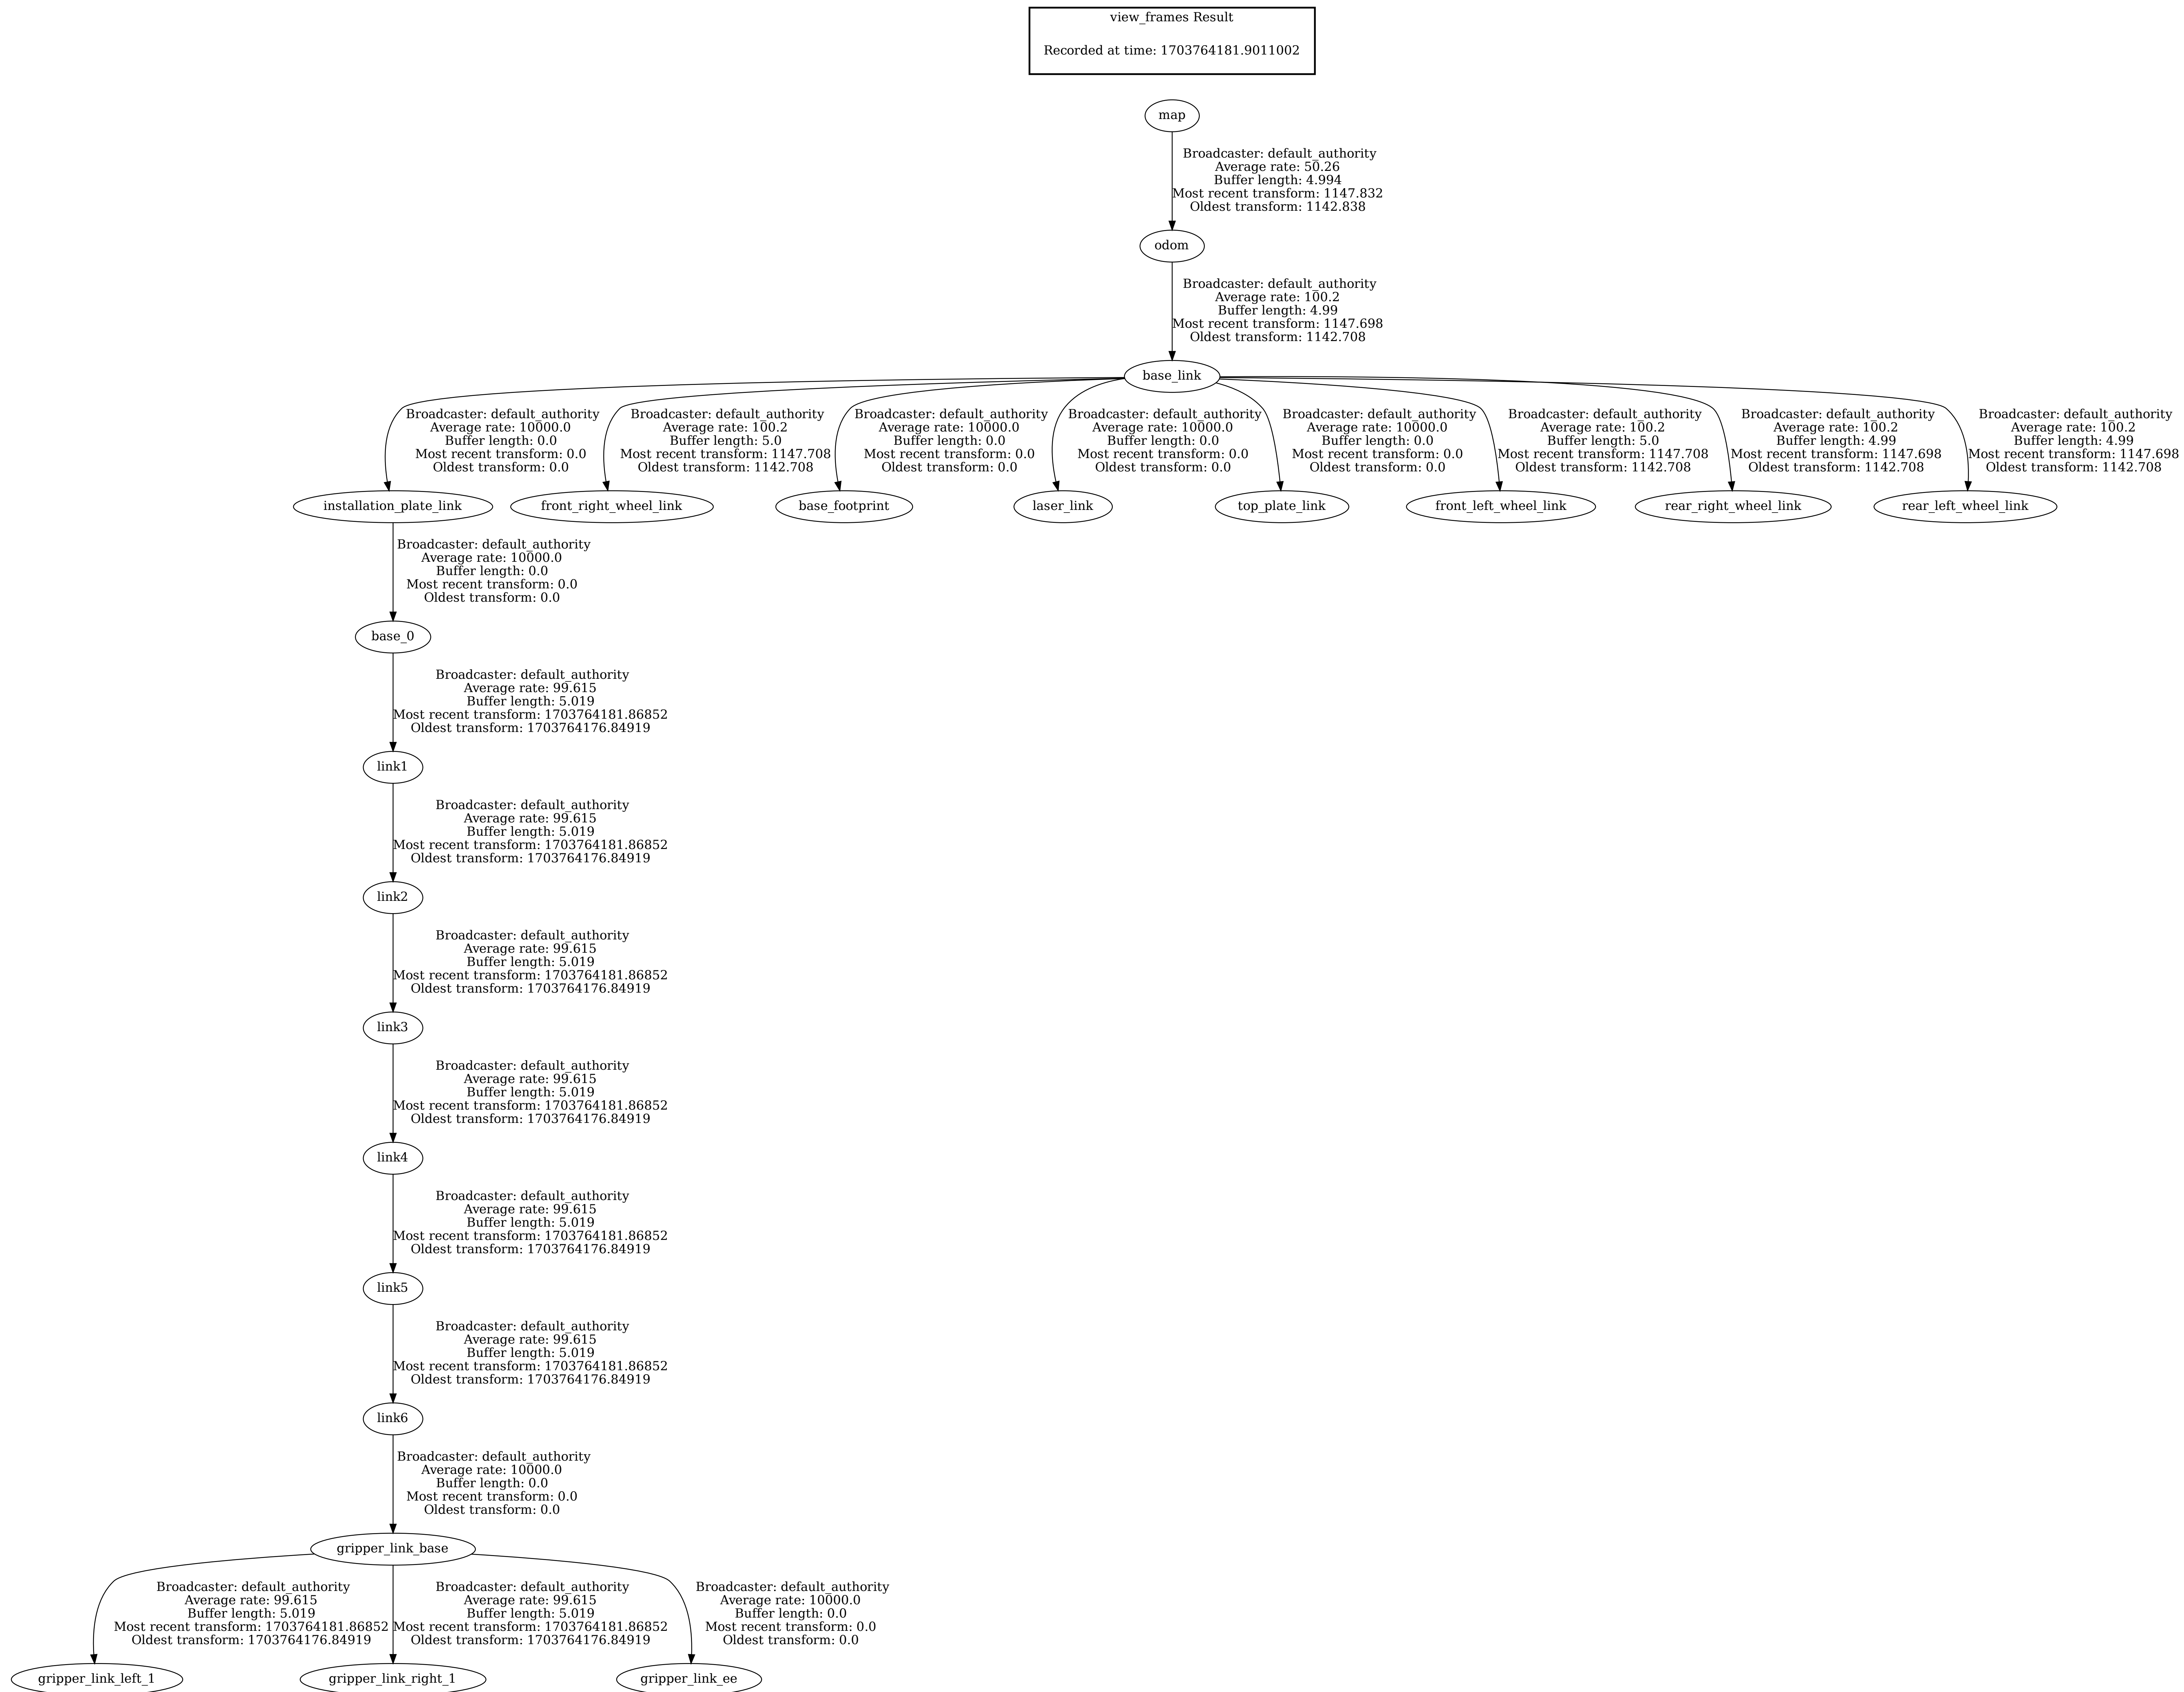 view_frames Result
Recorded at time: 1703764181.9011002
map
Broadcaster: default_authority
Average rate: 50.26
Buffer length: 4.994
Most recent transform: 1147.832
Oldest transform: 1142.838
odom
Broadcaster: default_authority
Average rate: 100.2
Buffer length: 4.99
Most recent transform: 1147.698
Oldest transform: 1142.708
base_link
Broadcaster: default_authority
Average rate: 10000.0
Buffer length: 0.0
Most recent transform: 0.0
Oldest transform: 0.0
Broadcaster: default_authority
Average rate: 100.2
Buffer length: 5.0
Most recent transform: 1147.708
Oldest transform: 1142.708
Broadcaster: default_authority
Average rate: 10000.0
Buffer length: 0.0
Most recent transform: 0.0
Oldest transform: 0.0
Broadcaster: default_authority
Average rate: 10000.0
Buffer length: 0.0
Most recent transform: 0.0
Oldest transform: 0.0
Broadcaster: default_authority
Average rate: 10000.0
Buffer length: 0.0
Most recent transform: 0.0
Oldest transform: 0.0
Broadcaster: default_authority
Average rate: 100.2
Buffer length: 5.0
Most recent transform: 1147.708
Oldest transform: 1142.708
Broadcaster: default_authority
Average rate: 100.2
Buffer length: 4.99
Most recent transform: 1147.698
Oldest transform: 1142.708
Broadcaster: default_authority
Average rate: 100.2
Buffer length: 4.99
Most recent transform: 1147.698
Oldest transform: 1142.708
installation_plate_link
front_right_wheel_link
base_footprint
laser_link
top_plate_link
front_left_wheel_link
rear_right_wheel_link
rear_left_wheel_link
Broadcaster: default_authority
Average rate: 10000.0
Buffer length: 0.0
Most recent transform: 0.0
Oldest transform: 0.0
base_0
Broadcaster: default_authority
Average rate: 99.615
Buffer length: 5.019
Most recent transform: 1703764181.86852
Oldest transform: 1703764176.84919
link1
Broadcaster: default_authority
Average rate: 99.615
Buffer length: 5.019
Most recent transform: 1703764181.86852
Oldest transform: 1703764176.84919
link2
Broadcaster: default_authority
Average rate: 99.615
Buffer length: 5.019
Most recent transform: 1703764181.86852
Oldest transform: 1703764176.84919
link3
Broadcaster: default_authority
Average rate: 99.615
Buffer length: 5.019
Most recent transform: 1703764181.86852
Oldest transform: 1703764176.84919
link4
Broadcaster: default_authority
Average rate: 99.615
Buffer length: 5.019
Most recent transform: 1703764181.86852
Oldest transform: 1703764176.84919
link5
Broadcaster: default_authority
Average rate: 99.615
Buffer length: 5.019
Most recent transform: 1703764181.86852
Oldest transform: 1703764176.84919
link6
Broadcaster: default_authority
Average rate: 10000.0
Buffer length: 0.0
Most recent transform: 0.0
Oldest transform: 0.0
gripper_link_base
Broadcaster: default_authority
Average rate: 99.615
Buffer length: 5.019
Most recent transform: 1703764181.86852
Oldest transform: 1703764176.84919
Broadcaster: default_authority
Average rate: 99.615
Buffer length: 5.019
Most recent transform: 1703764181.86852
Oldest transform: 1703764176.84919
Broadcaster: default_authority
Average rate: 10000.0
Buffer length: 0.0
Most recent transform: 0.0
Oldest transform: 0.0
gripper_link_left_1
gripper_link_right_1
gripper_link_ee